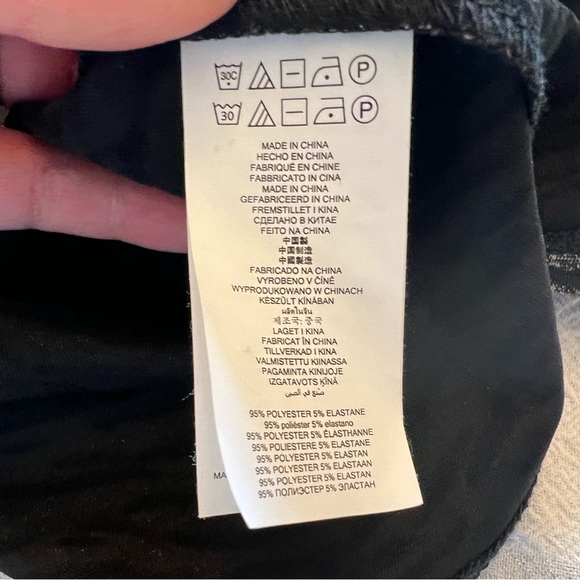 30C P
30 P
MADE IN CHINA
HECHO EN CHINA
FABRIQUÉ EN CHINE
FABBRICATO IN CINA
MADE IN CHINA
GEFABRICEERD IN CHINA
FREMSTILLET I KINA
СДЕЛАНО В КИТАЕ
FEITO NA CHINA
中国製
中国制造
中國製造
FABRICADO NA CHINA
VYROBENO V ČÍNĚ
WYPRODUKOWANO W CHINACH
KÉSZÜLT KÍNÁBAN
ผลิตในจีน
제조국: 중국
LAGET I KINA
FABRICAT ÎN CHINA
TILLVERKAD I KINA
VALMISTETTU KIINASSA
PAGAMINTA KINIJOJE
IZGATAVOTS ĶĪNĀ
صنع في الصين
95% POLYESTER 5% ELASTANE
95% poliéster 5% elastano
95% POLYESTER 5% ÉLASTHANNE
95% POLIESTERE 5% ELASTANE
95% POLYESTER 5% ELASTAN
95% POLYESTER 5% ELASTAAN
95% POLYESTER 5% ELASTAN
95% ПОЛИЭСТЕР 5% ЭЛАСТАН
MA